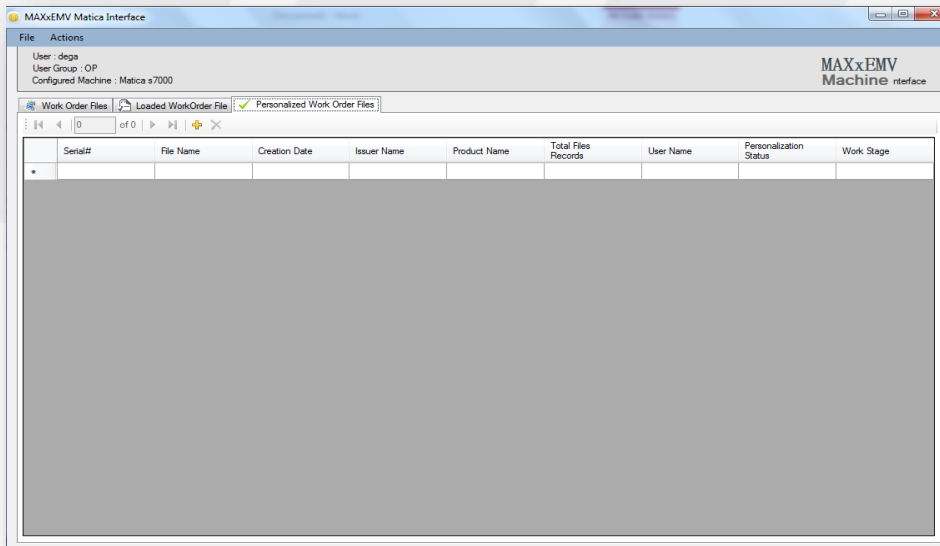 MAXxEMV Matica Interface
File Actions
User : dega
User Group : OP
Configured Machine : Matica s7000
MAXxEMV
Machine nterface
Work Order Files Loaded WorkOrder File Personalized Work Order Files
0 of 0
Serial# File Name Creation Date Issuer Name Product Name Total Files Records User Name Personalization Status Work Stage